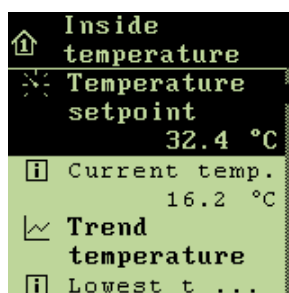 Inside
temperature
Temperature
setpoint
32.4 °C
Current temp.
16.2 °C
Trend
temperature
Lowest t ...